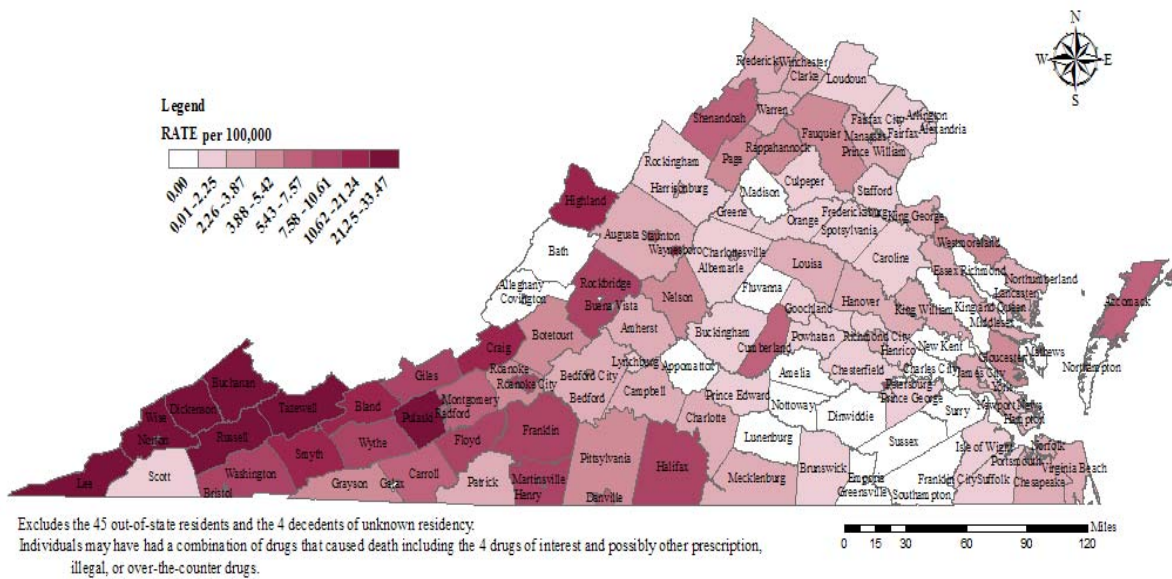 N
W E
S
Legend
RATE per 100,000
0.00
0.01 -2.25
2.26 -3.87
3.88 -5.42
5.43 -7.57
7.58 - 10.61
10.62 -21.24
21.25 -33.47
Frederick
Winchester
Clarke
Loudoun
Shenandoah
Warren
Fauquier
Fairfax City
Arlington
Manassas
Fairfax
Alexandria
Prince William
Page
Rappahannock
Rockingham
Harrisonburg
Madison
Culpeper
Stafford
Highland
Greene
Orange
Fredericksburg
Spotsylvania
King George
Westmoreland
Augusta
Staunton
Waynesboro
Charlottesville
Albemarle
Louisa
Caroline
Essex
Richmond
Northumberland
Lancaster
Accomack
Bath
Alleghany
Covington
Rockbridge
Buena Vista
Nelson
Fluvanna
Goochland
Hanover
King William
King and Queen
Middlesex
Amherst
Buckingham
Cumberland
Powhatan
Richmond City
Henrico
New Kent
Mathews
Gloucester
Northampton
Craig
Botetourt
Roanoke
Roanoke City
Bedford City
Bedford
Lynchburg
Appomattox
Amelia
Chesterfield
Charles City
James City
York
Buchanan
Giles
Montgomery
Radford
Campbell
Prince Edward
Nottoway
Petersburg
Prince George
Surry
Newport News
Hampton
Wise
Dickenson
Tazewell
Bland
Pulaski
Charlotte
Lunenburg
Dinwiddie
Sussex
Isle of Wight
Norton
Russell
Smyth
Wythe
Floyd
Franklin
Pittsylvania
Halifax
Portsmouth
Norfolk
Virginia Beach
Lee
Scott
Washington
Bristol
Grayson
Galax
Carroll
Patrick
Martinsville
Henry
Danville
Mecklenburg
Brunswick
Emporia
Greensville
Southampton
Franklin City
Suffolk
Chesapeake
Excludes the 45 out-of-state residents and the 4 decedents of unknown residency.
Individuals may have had a combination of drugs that caused death including the 4 drugs of interest and possibly other prescription,
illegal, or over-the-counter drugs.
Miles
0 15 30 60 90 120